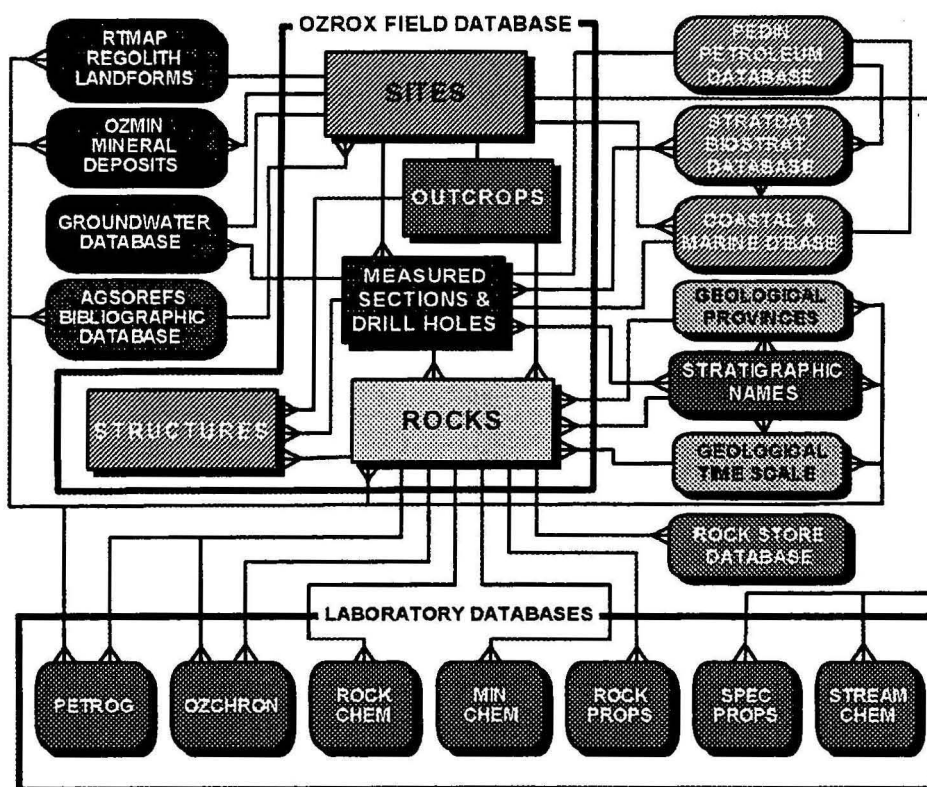 OZROX FIELD DATABASE
RTMAP
REGOLITH
LANDFORMS
OZMIN
MINERAL
DEPOSITS
GROUNDWATER
DATABASE
AGSOREFS
BIBLIOGRAPHIC
DATABASE
SITES
OUTCROPS
MEASURED
SECTIONS &
DRILL HOLES
ROCKS
STRUCTURES
PEDIN
PETROLEUM
DATABASE
STRATDAT
BIOSTRAT.
DATABASE
COASTAL &
MARINE D'BASE
GEOLOGICAL
PROVINCES
STRATIGRAPHIC
NAMES
GEOLOGICAL
TIME SCALE
ROCK STORE
DATABASE
LABORATORY DATABASES
PETROG
OZCHRON
ROCK
CHEM
MIN
CHEM
ROCK
PROPS
SPEC
PROPS
STREAM
CHEM